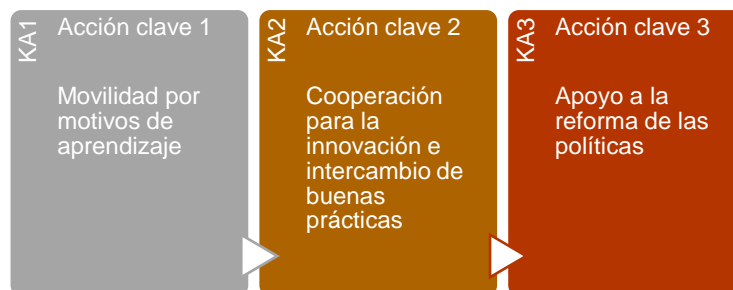 KA1
Acción clave 1
Movilidad por
motivos de
aprendizaje
KA2
Acción clave 2
Cooperación
para la
innovación e
intercambio de
buenas
prácticas
KA3
Acción clave 3
Apoyo a la
reforma de las
políticas